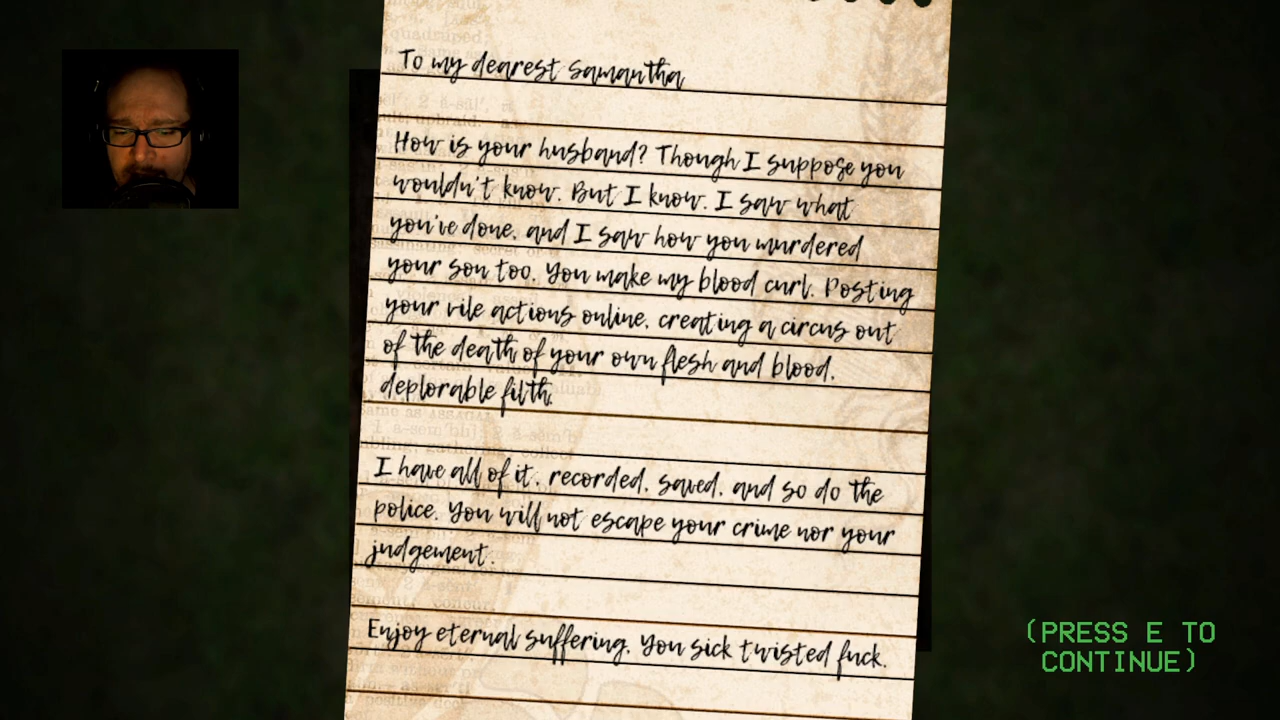 To my dearest Samantha
How is your husband? Though I suppose you
wouldn't know. But I know. I saw what
you've done, and I saw how you murdered
your son too. You make my blood curl. Posting
your vile actions online, creating a circus out
of the death of your own flesh and blood,
deplorable filth.
I have all of it, recorded, saved, and so do the
police. You will not escape your crime nor your
judgement.
Enjoy eternal suffering. You sick twisted fuck.
(PRESS E TO
CONTINUE)